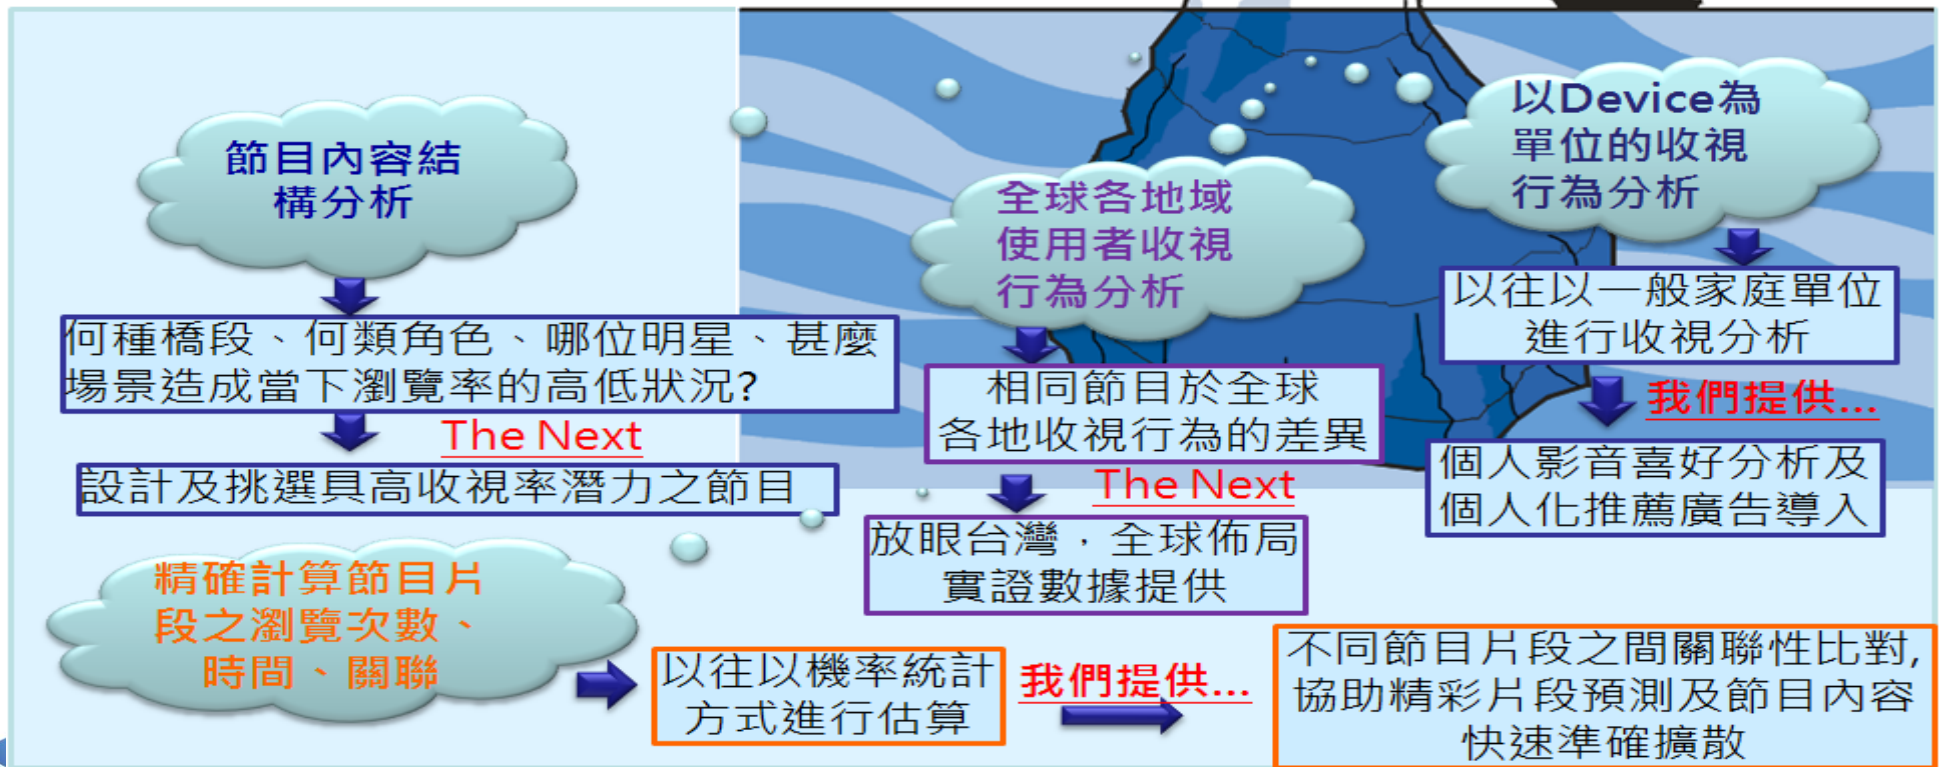 節目內容結
構分析
何種橋段、何類角色、哪位明星、甚麼
場景造成當下瀏覽率的高低狀況?
The Next
設計及挑選具高收視率潛力之節目
全球各地域
使用者收視
行為分析
相同節目於全球
各地收視行為的差異
The Next
放眼台灣，全球佈局
實證數據提供
以Device為
單位的收視
行為分析
以往以一般家庭單位
進行收視分析
我們提供...
個人影音喜好分析及
個人化推薦廣告導入
精確計算節目片
段之瀏覽次數、
時間、關聯
以往以機率統計
方式進行估算
我們提供...
不同節目片段之間關聯性比對,
協助精彩片段預測及節目內容
快速準確擴散